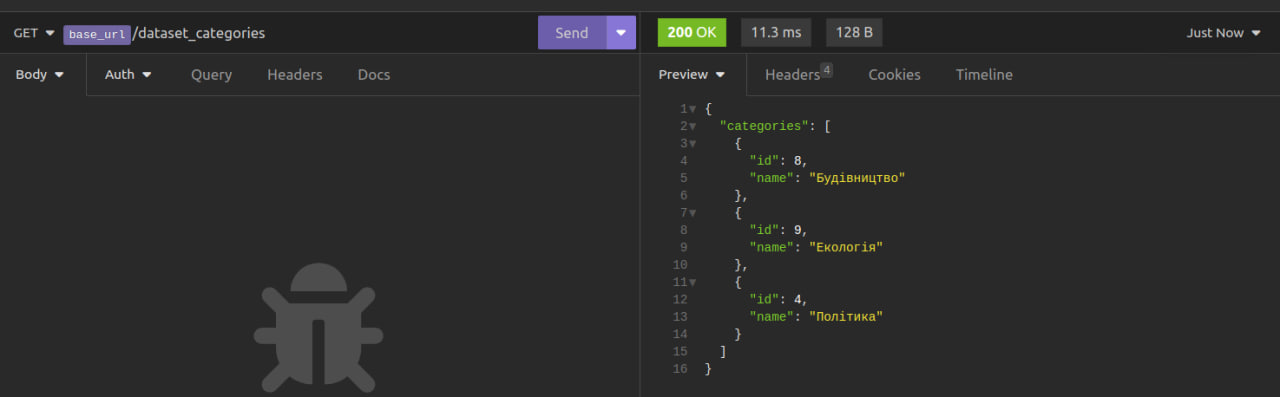 GET base_url/dataset_categories Send
200 OK 11.3 ms 128 B Just Now
Body Auth Query Headers Docs
Preview Headers 4 Cookies Timeline
1 {
2 "categories": [
3 {
4 "id": 8,
5 "name": "Будівництво"
6 },
7 {
8 "id": 9,
9 "name": "Екологія"
10 },
11 {
12 "id": 4,
13 "name": "Політика"
14 }
15 ]
16 }